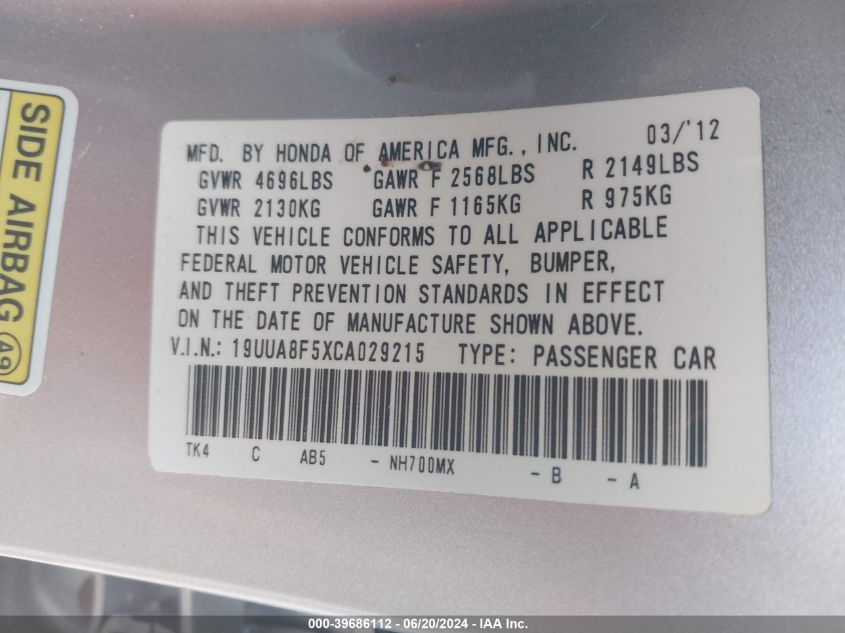 SIDE AIRBAG A9
MFD. BY HONDA OF AMERICA MFG., INC. 03/'12
GVWR 4696LBS GAWR F 2568LBS R 2149LBS
GVWR 2130KG GAWR F 1165KG R 975KG
THIS VEHICLE CONFORMS TO ALL APPLICABLE
FEDERAL MOTOR VEHICLE SAFETY, BUMPER,
AND THEFT PREVENTION STANDARDS IN EFFECT
ON THE DATE OF MANUFACTURE SHOWN ABOVE.
V.I.N.: 19UUA8F5XCA029215 TYPE: PASSENGER CAR
TK4 C AB5 - NH700MX - B - A
000-39686112 - 06/20/2024 - IAA Inc.